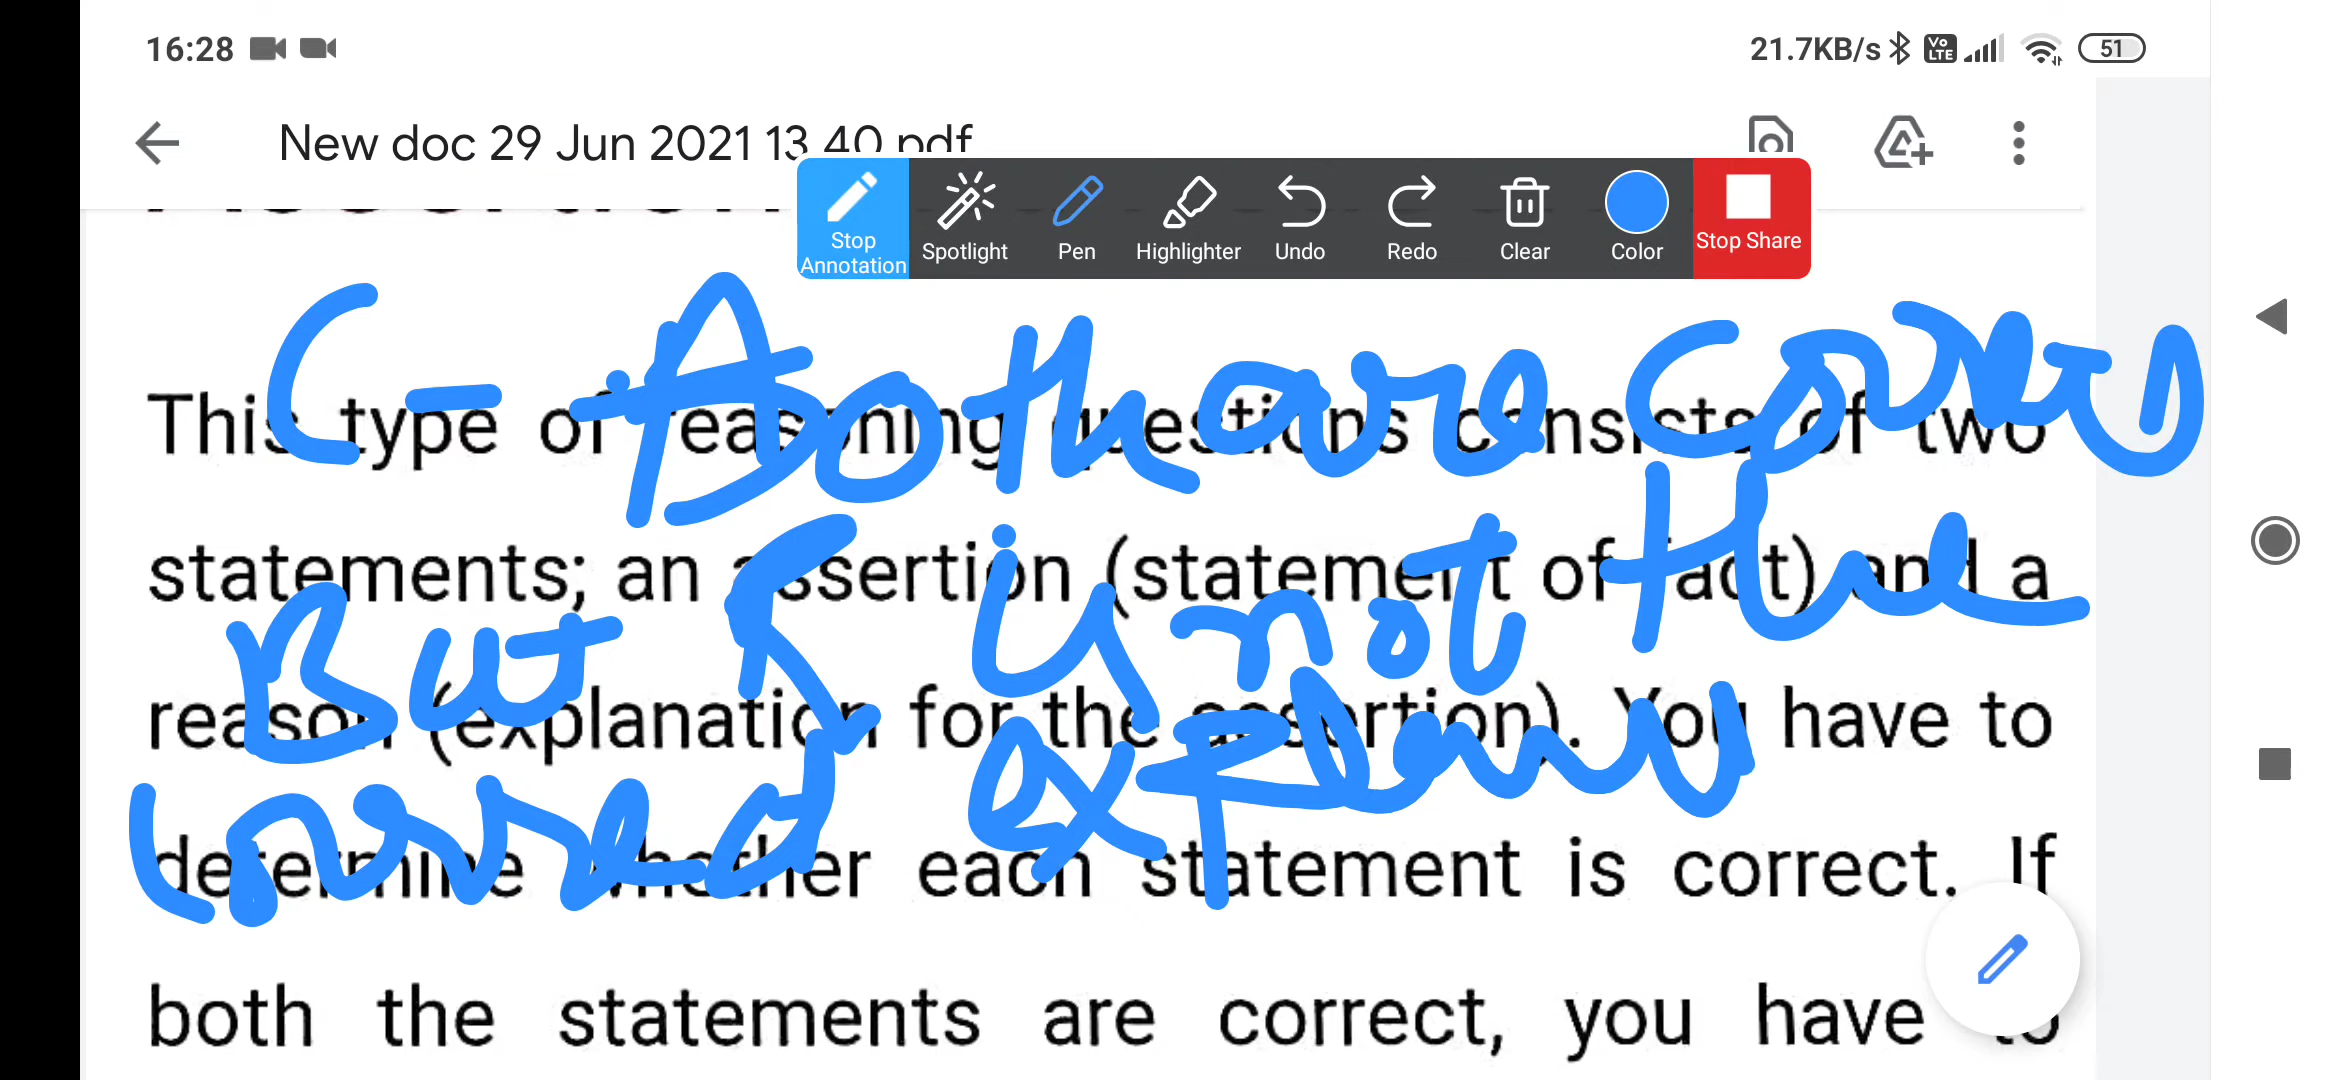 16:28 21.7KB/s Vo LTE 51
New doc 29 Jun 2021 13.40.pdf
Stop Annotation Spotlight Pen Highlighter Undo Redo Clear Color Stop Share
C - Both are correct
This type of reasoning questions consists of two
But R is not the
statements; an assertion (statement of fact) and a
reason (explanation for the assertion). You have to
correct explan
determine whether each statement is correct. If
both the statements are correct, you have to